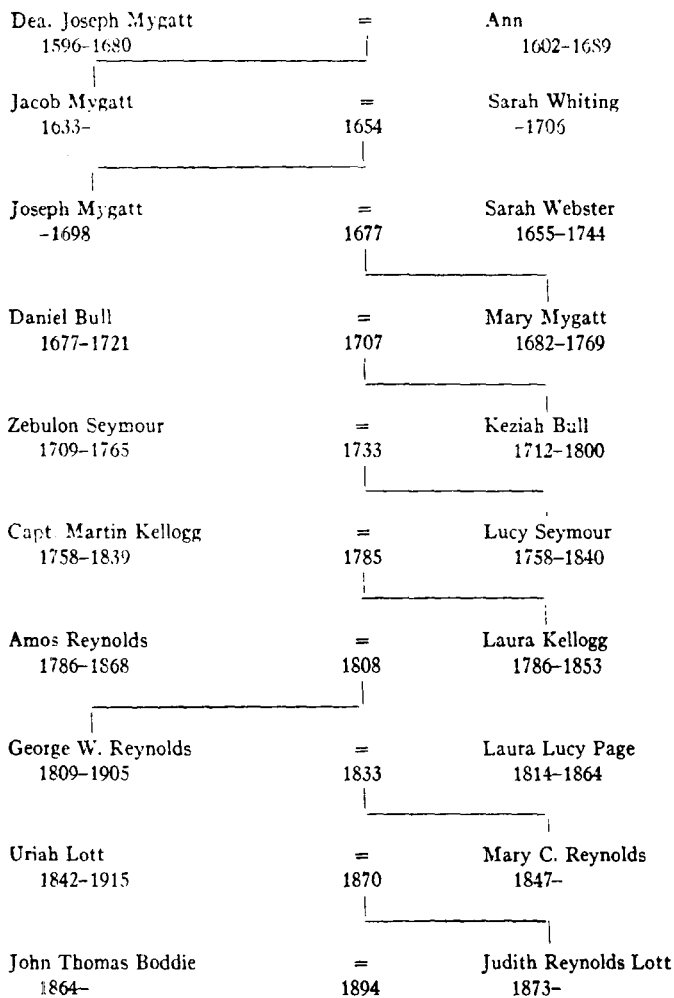 Dea. Joseph Mygatt = Ann
1596-1680 1602-1689
Jacob Mygatt = Sarah Whiting
1633- 1654 -1706
Joseph Mygatt = Sarah Webster
-1698 1677 1655-1744
Daniel Bull = Mary Mygatt
1677-1721 1707 1682-1769
Zebulon Seymour = Keziah Bull
1709-1765 1733 1712-1800
Capt. Martin Kellogg = Lucy Seymour
1758-1839 1785 1758-1840
Amos Reynolds = Laura Kellogg
1786-1868 1808 1786-1853
George W. Reynolds = Laura Lucy Page
1809-1905 1833 1814-1864
Uriah Lott = Mary C. Reynolds
1842-1915 1870 1847-
John Thomas Boddie = Judith Reynolds Lott
1864- 1894 1873-